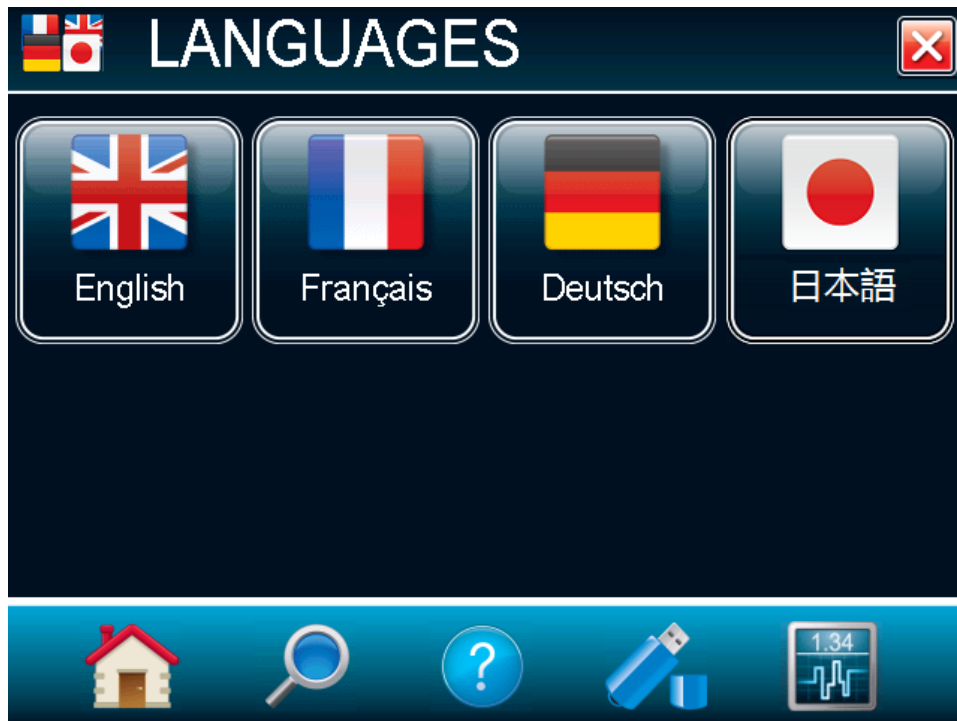 LANGUAGES
English
Français
Deutsch
日本語
?
1.34